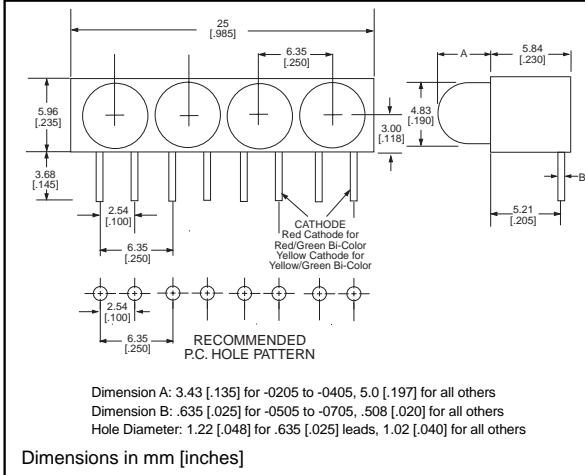 25
[.985]
6.35
[.250]
A
5.84
[.230]
5.96
[.235]
3.00
[.118]
4.83
[.190]
3.68
[.145]
B
2.54
[.100]
5.21
[.205]
CATHODE
Red Cathode for
Red/Green Bi-Color
Yellow Cathode for
Yellow/Green Bi-Color
6.35
[.250]
2.54
[.100]
6.35
[.250]
RECOMMENDED
P.C. HOLE PATTERN
Dimension A: 3.43 [.135] for -0205 to -0405, 5.0 [.197] for all others
Dimension B: .635 [.025] for -0505 to -0705, .508 [.020] for all others
Hole Diameter: 1.22 [.048] for .635 [.025] leads, 1.02 [.040] for all others
Dimensions in mm [inches]